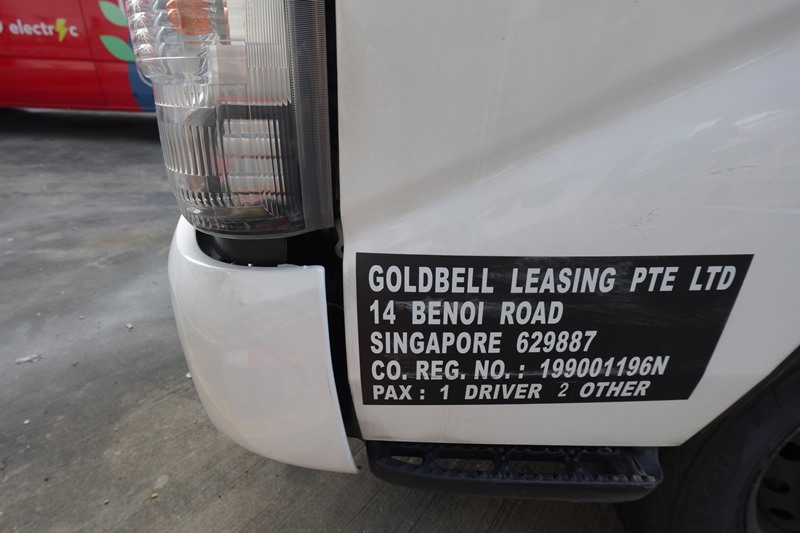 electric
GOLDBELL LEASING PTE LTD
14 BENOI ROAD
SINGAPORE 629887
CO. REG. NO. : 199001196N
PAX : 1 DRIVER 2 OTHER